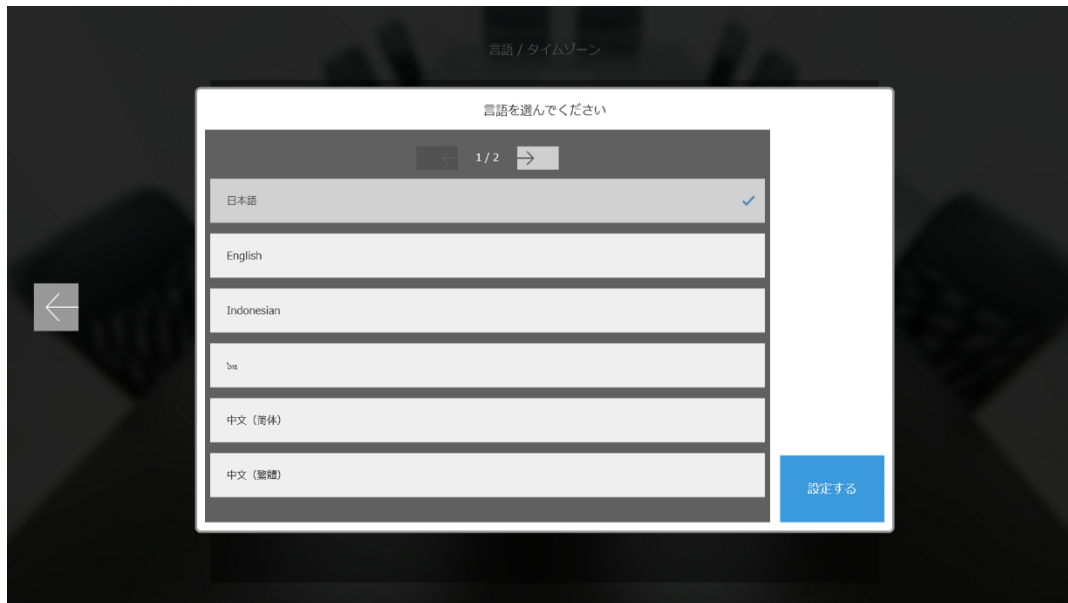 言語 / タイムゾーン
言語を選んでください
1 / 2
日本語
English
Indonesian
ไทย
中文（简体）
中文（繁體）
設定する